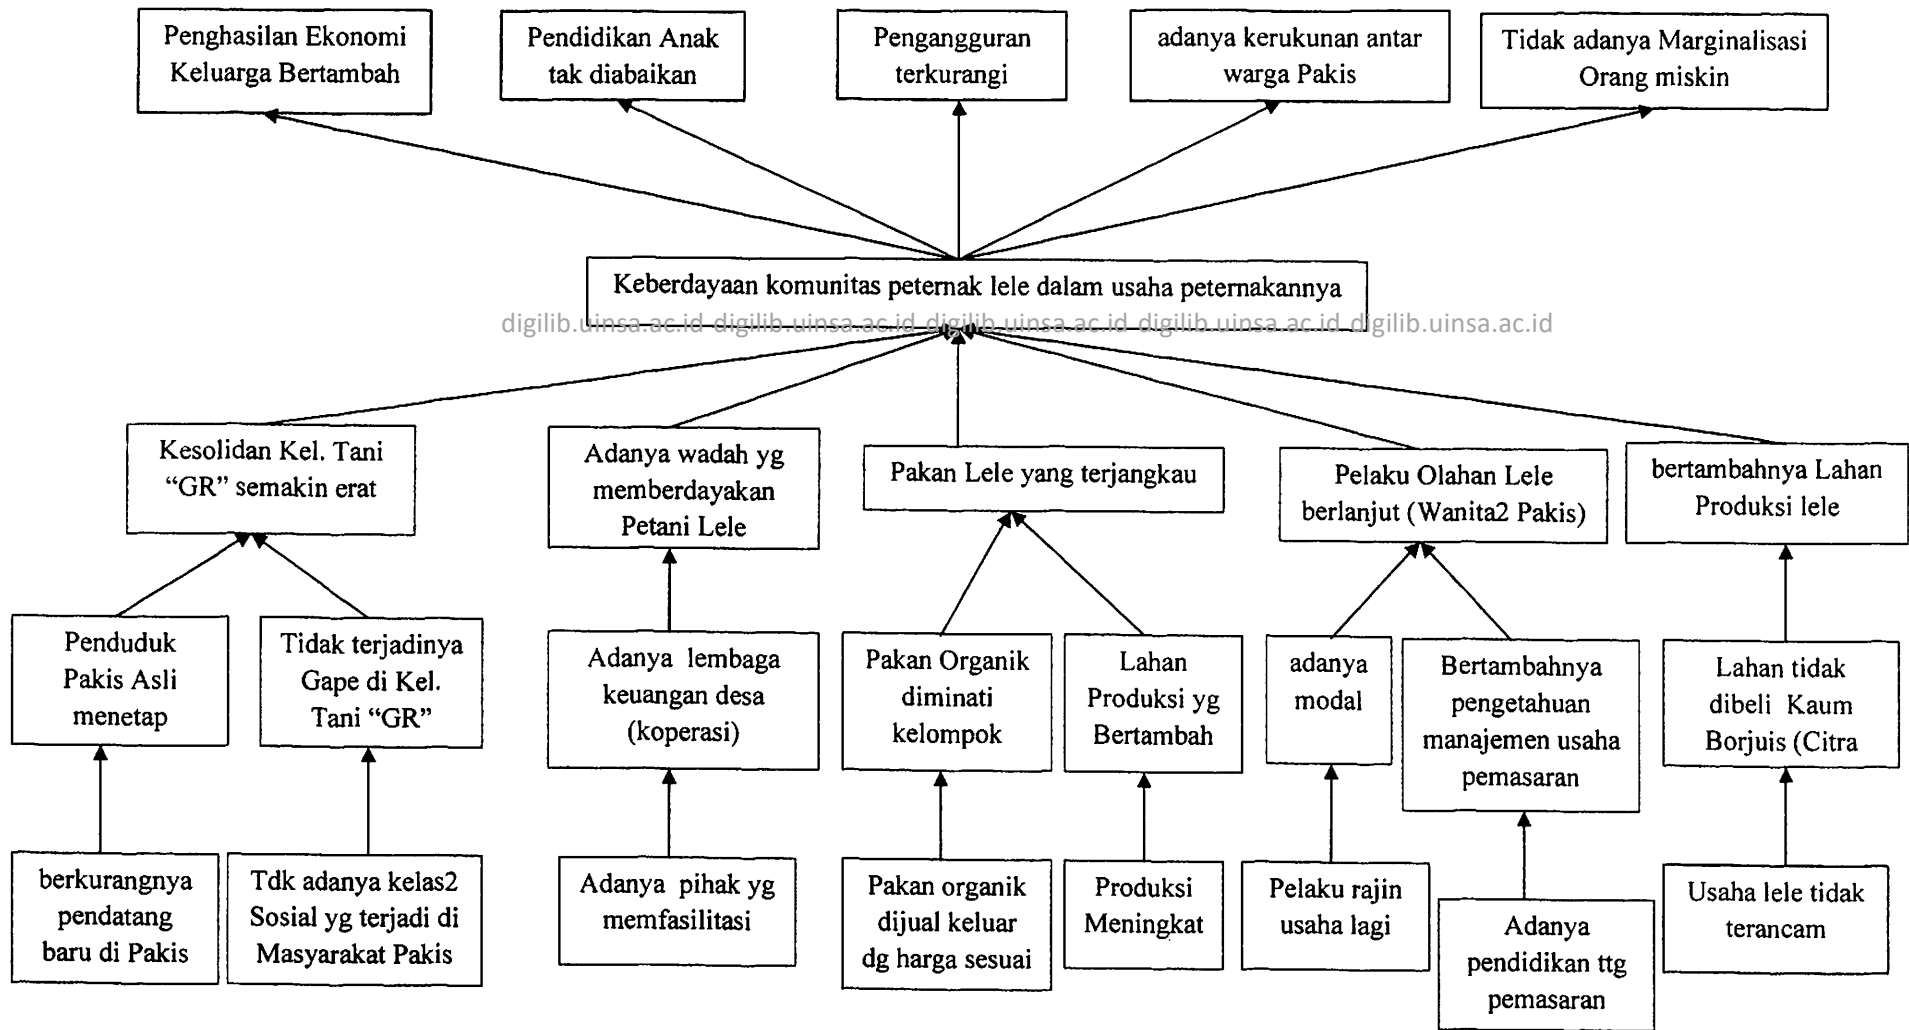 Penghasilan Ekonomi
Keluarga Bertambah
Pendidikan Anak
tak diabaikan
Pengangguran
terkurangi
adanya kerukunan antar
warga Pakis
Tidak adanya Marginalisasi
Orang miskin
Keberdayaan komunitas peternak lele dalam usaha peternakannya
digilib.uinsa.ac.id digilib.uinsa.ac.id digilib.uinsa.ac.id digilib.uinsa.ac.id digilib.uinsa.ac.id
Kesolidan Kel. Tani
“GR” semakin erat
Adanya wadah yg
memberdayakan
Petani Lele
Pakan Lele yang terjangkau
Pelaku Olahan Lele
berlanjut (Wanita2 Pakis)
bertambahnya Lahan
Produksi lele
Penduduk
Pakis Asli
menetap
Tidak terjadinya
Gape di Kel.
Tani “GR”
Adanya lembaga
keuangan desa
(koperasi)
Pakan Organik
diminati
kelompok
Lahan
Produksi yg
Bertambah
adanya
modal
Bertambahnya
pengetahuan
manajemen usaha
pemasaran
Lahan tidak
dibeli Kaum
Borjuis (Citra
berkurangnya
pendatang
baru di Pakis
Tdk adanya kelas2
Sosial yg terjadi di
Masyarakat Pakis
Adanya pihak yg
memfasilitasi
Pakan organik
dijual keluar
dg harga sesuai
Produksi
Meningkat
Pelaku rajin
usaha lagi
Adanya
pendidikan ttg
pemasaran
Usaha lele tidak
terancam